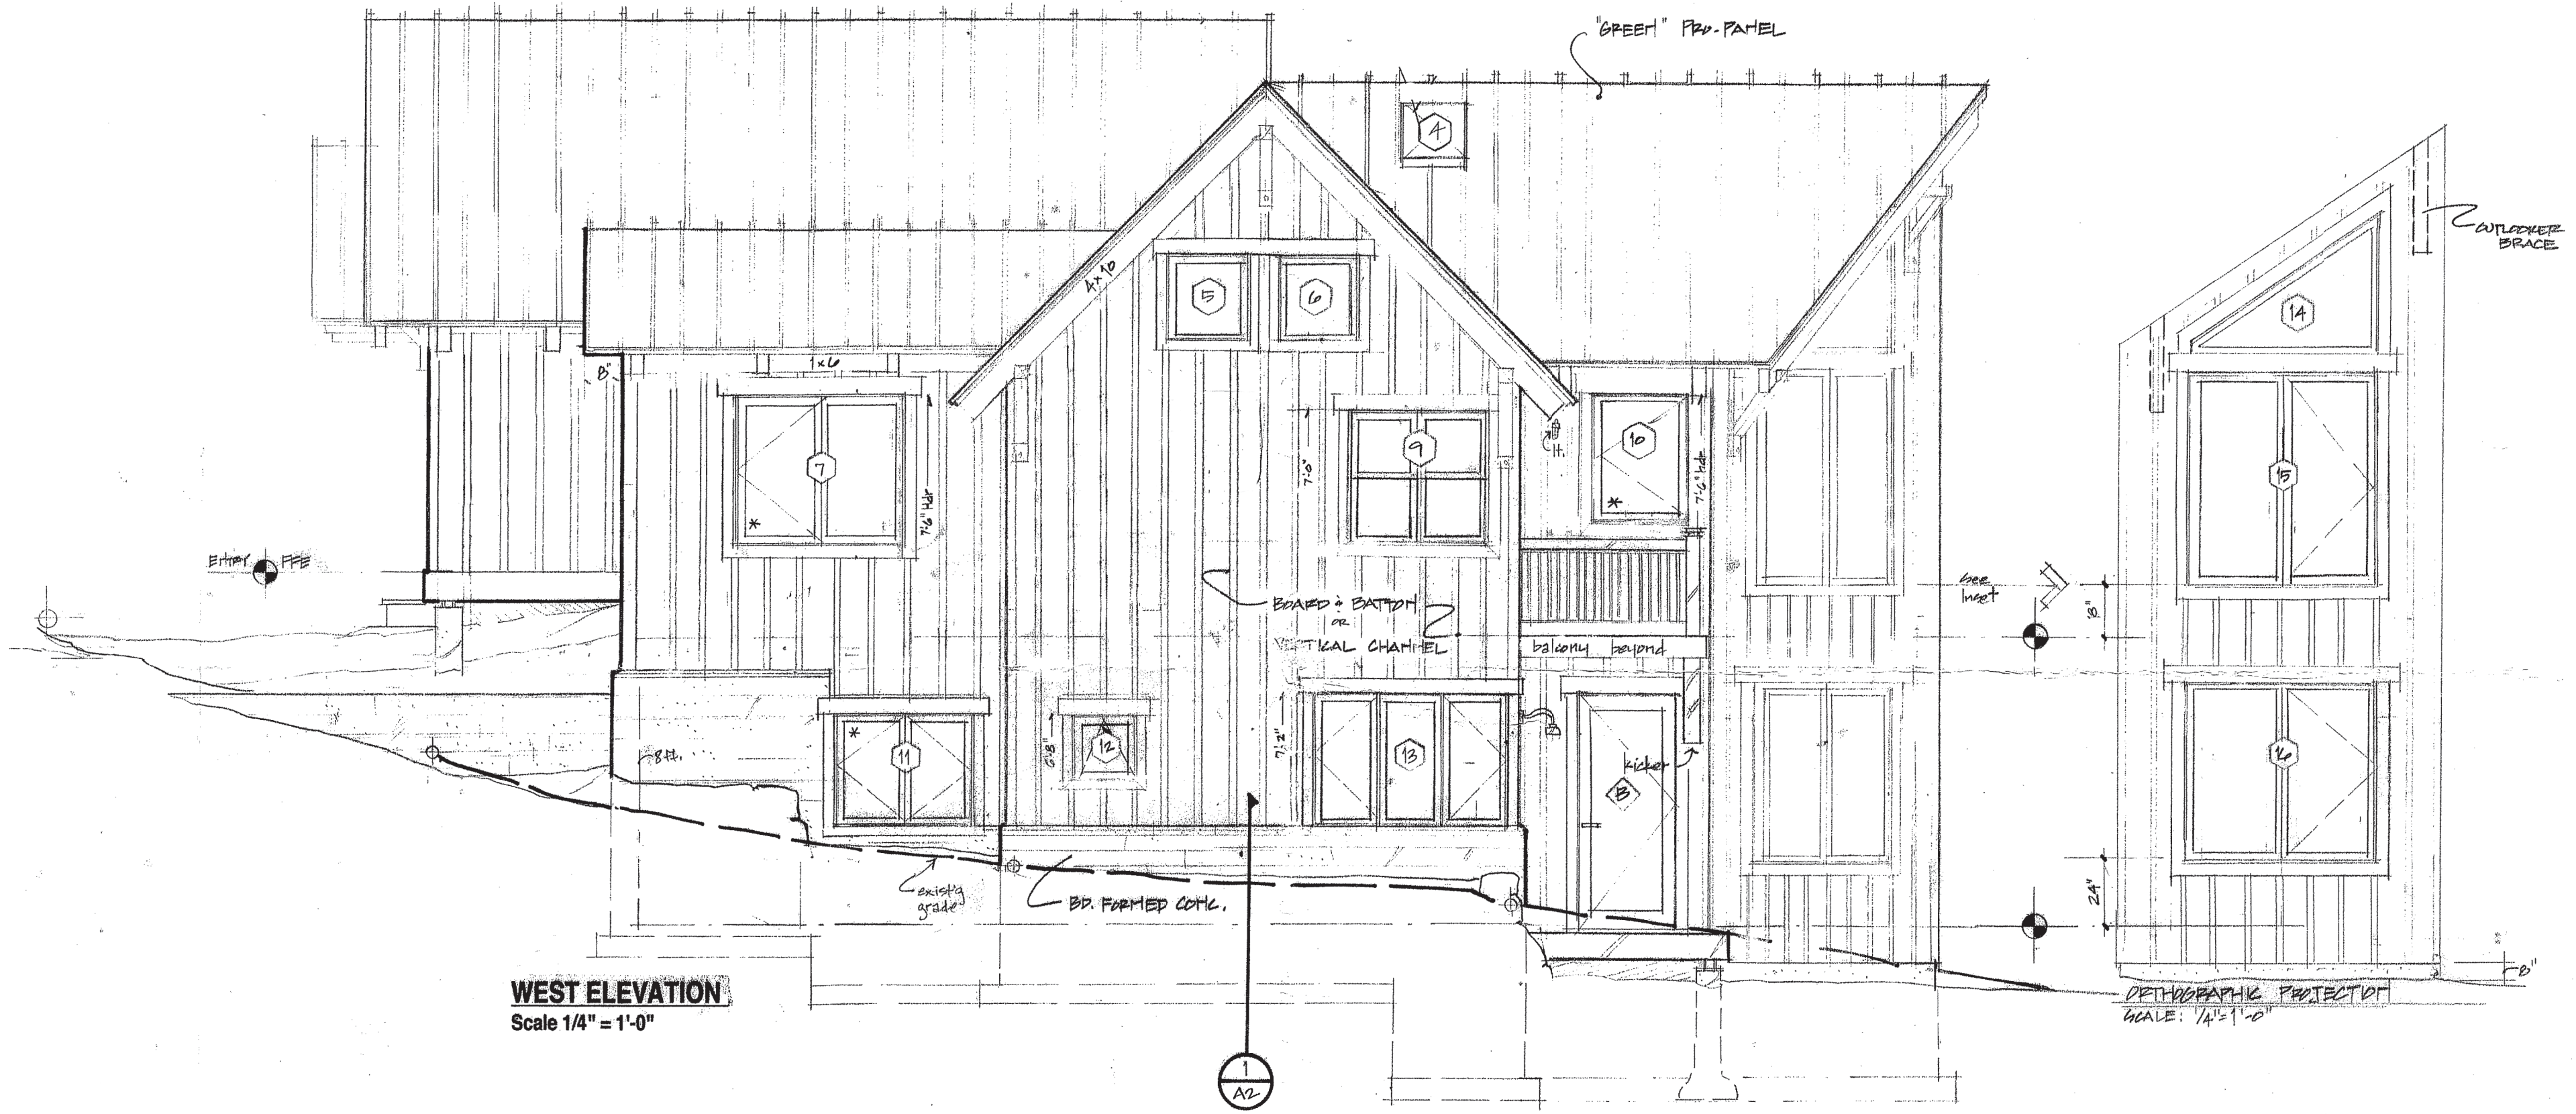 "GREEN" PRO-PANEL
4
OUTLOOKER
BRACE
4x10
5
6
14
1x6
8"
7
*
7'-6" Hdr
9
7'-0"
H.
10
*
7'-6" hdr
15
ENTRY FFE
See
Inset
18"
BOARD & BATTON
OR
VERTICAL CHANNEL
balcony beyond
8ft.
*
11
6'-8"
12
7'-2"
13
kicker
B
16
exist'g
grade
BD. FORMED CONC.
24"
8"
WEST ELEVATION
Scale 1/4" = 1'-0"
ORTHOGRAPHIC PROJECTION
SCALE: 1/4"=1'-0"
1
A2